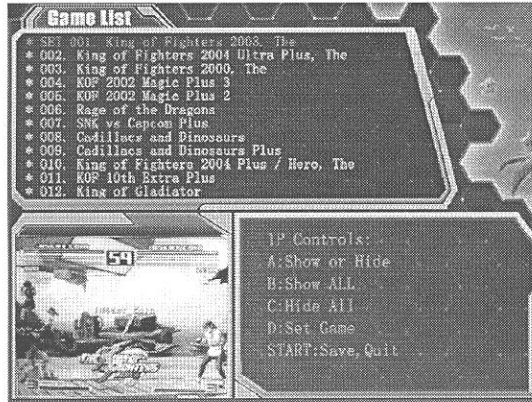 Game List
* SET 001. King of Fighters 2003, The
* 002. King of Fighters 2004 Ultra Plus, The
* 003. King of Fighters 2000, The
* 004. KOF 2002 Magic Plus 3
* 005. KOF 2002 Magic Plus 2
* 006. Rage of the Dragons
* 007. SNK vs Capcom Plus
* 008. Cadillacs and Dinosaurs
* 009. Cadillacs and Dinosaurs Plus
* 010. King of Fighters 2004 Plus / Hero, The
* 011. KOF 10th Extra Plus
* 012. King of Gladiator
59
1P Controls:
A:Show or Hide
B:Show ALL
C:Hide All
D:Set Game
START:Save,Quit